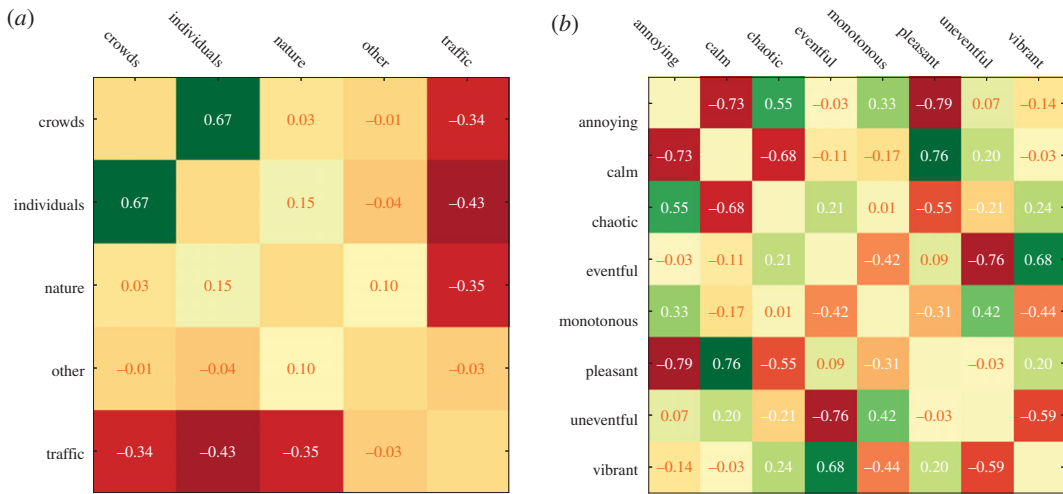 (a)
crowds individuals nature other traffic
crowds 0.67 0.03 −0.01 −0.34
individuals 0.67 0.15 −0.04 −0.43
nature 0.03 0.15 0.10 −0.35
other −0.01 −0.04 0.10 −0.03
traffic −0.34 −0.43 −0.35 −0.03
(b)
annoying calm chaotic eventful monotonous pleasant uneventful vibrant
annoying −0.73 0.55 −0.03 0.33 −0.79 0.07 −0.14
calm −0.73 −0.68 −0.11 −0.17 0.76 0.20 −0.03
chaotic 0.55 −0.68 0.21 0.01 −0.55 −0.21 0.24
eventful −0.03 −0.11 0.21 −0.42 0.09 −0.76 0.68
monotonous 0.33 −0.17 0.01 −0.42 −0.31 0.42 −0.44
pleasant −0.79 0.76 −0.55 0.09 −0.31 −0.03 0.20
uneventful 0.07 0.20 −0.21 −0.76 0.42 −0.03 −0.59
vibrant −0.14 −0.03 0.24 0.68 −0.44 0.20 −0.59